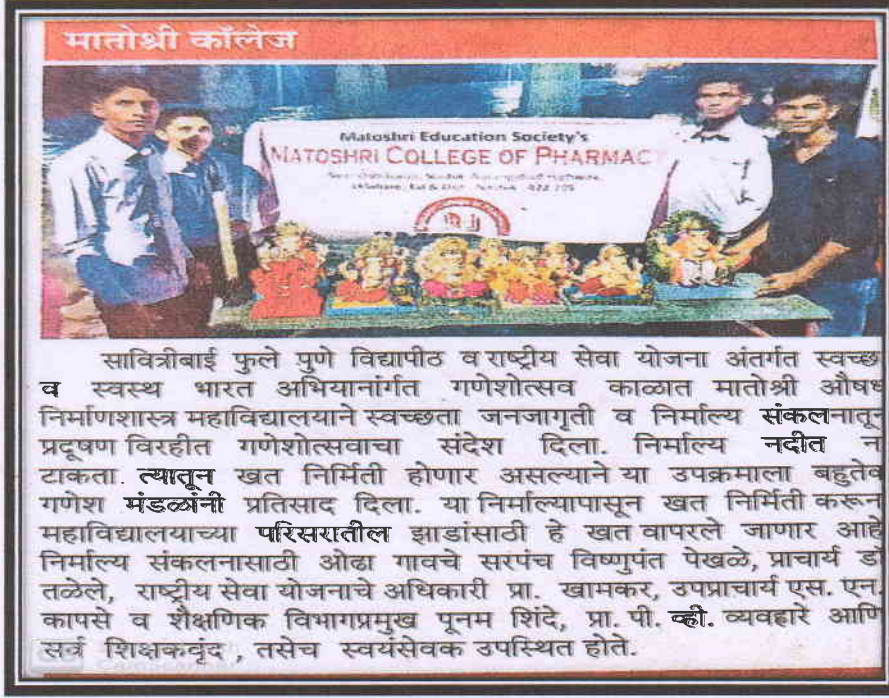 मातोश्री कॉलेज
Matoshri Education Society's
MATOSHRI COLLEGE OF PHARMACY
सावित्रीबाई फुले पुणे विद्यापीठ व राष्ट्रीय सेवा योजना अंतर्गत स्वच्छ
व स्वस्थ भारत अभियानांर्गत गणेशोत्सव काळात मातोश्री औषध
निर्माणशास्त्र महाविद्यालयाने स्वच्छता जनजागृती व निर्माल्य संकलनातून
प्रदूषण विरहीत गणेशोत्सवाचा संदेश दिला. निर्माल्य नदीत न
टाकता. त्यातून खत निर्मिती होणार असल्याने या उपक्रमाला बहुतेक
गणेश मंडळांनी प्रतिसाद दिला. या निर्माल्यापासून खत निर्मिती करून
महाविद्यालयाच्या परिसरातील झाडांसाठी हे खत वापरले जाणार आहे
निर्माल्य संकलनासाठी ओढा गावचे सरपंच विष्णुपंत पेखळे, प्राचार्य डॉ
तळेले, राष्ट्रीय सेवा योजनाचे अधिकारी प्रा. खामकर, उपप्राचार्य एस. एन.
कापसे व शैक्षणिक विभागप्रमुख पूनम शिंदे, प्रा. पी. व्ही. व्यवहारे आणि
सर्व शिक्षकवृंद , तसेच स्वयंसेवक उपस्थित होते.